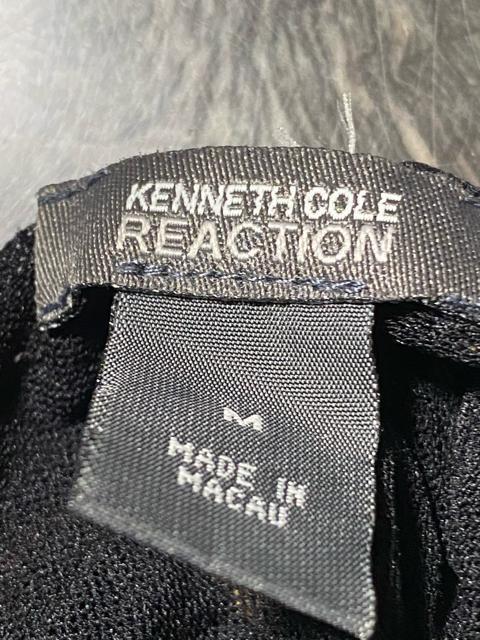 KENNETH COLE
REACTION
M
MADE IN
MACAU